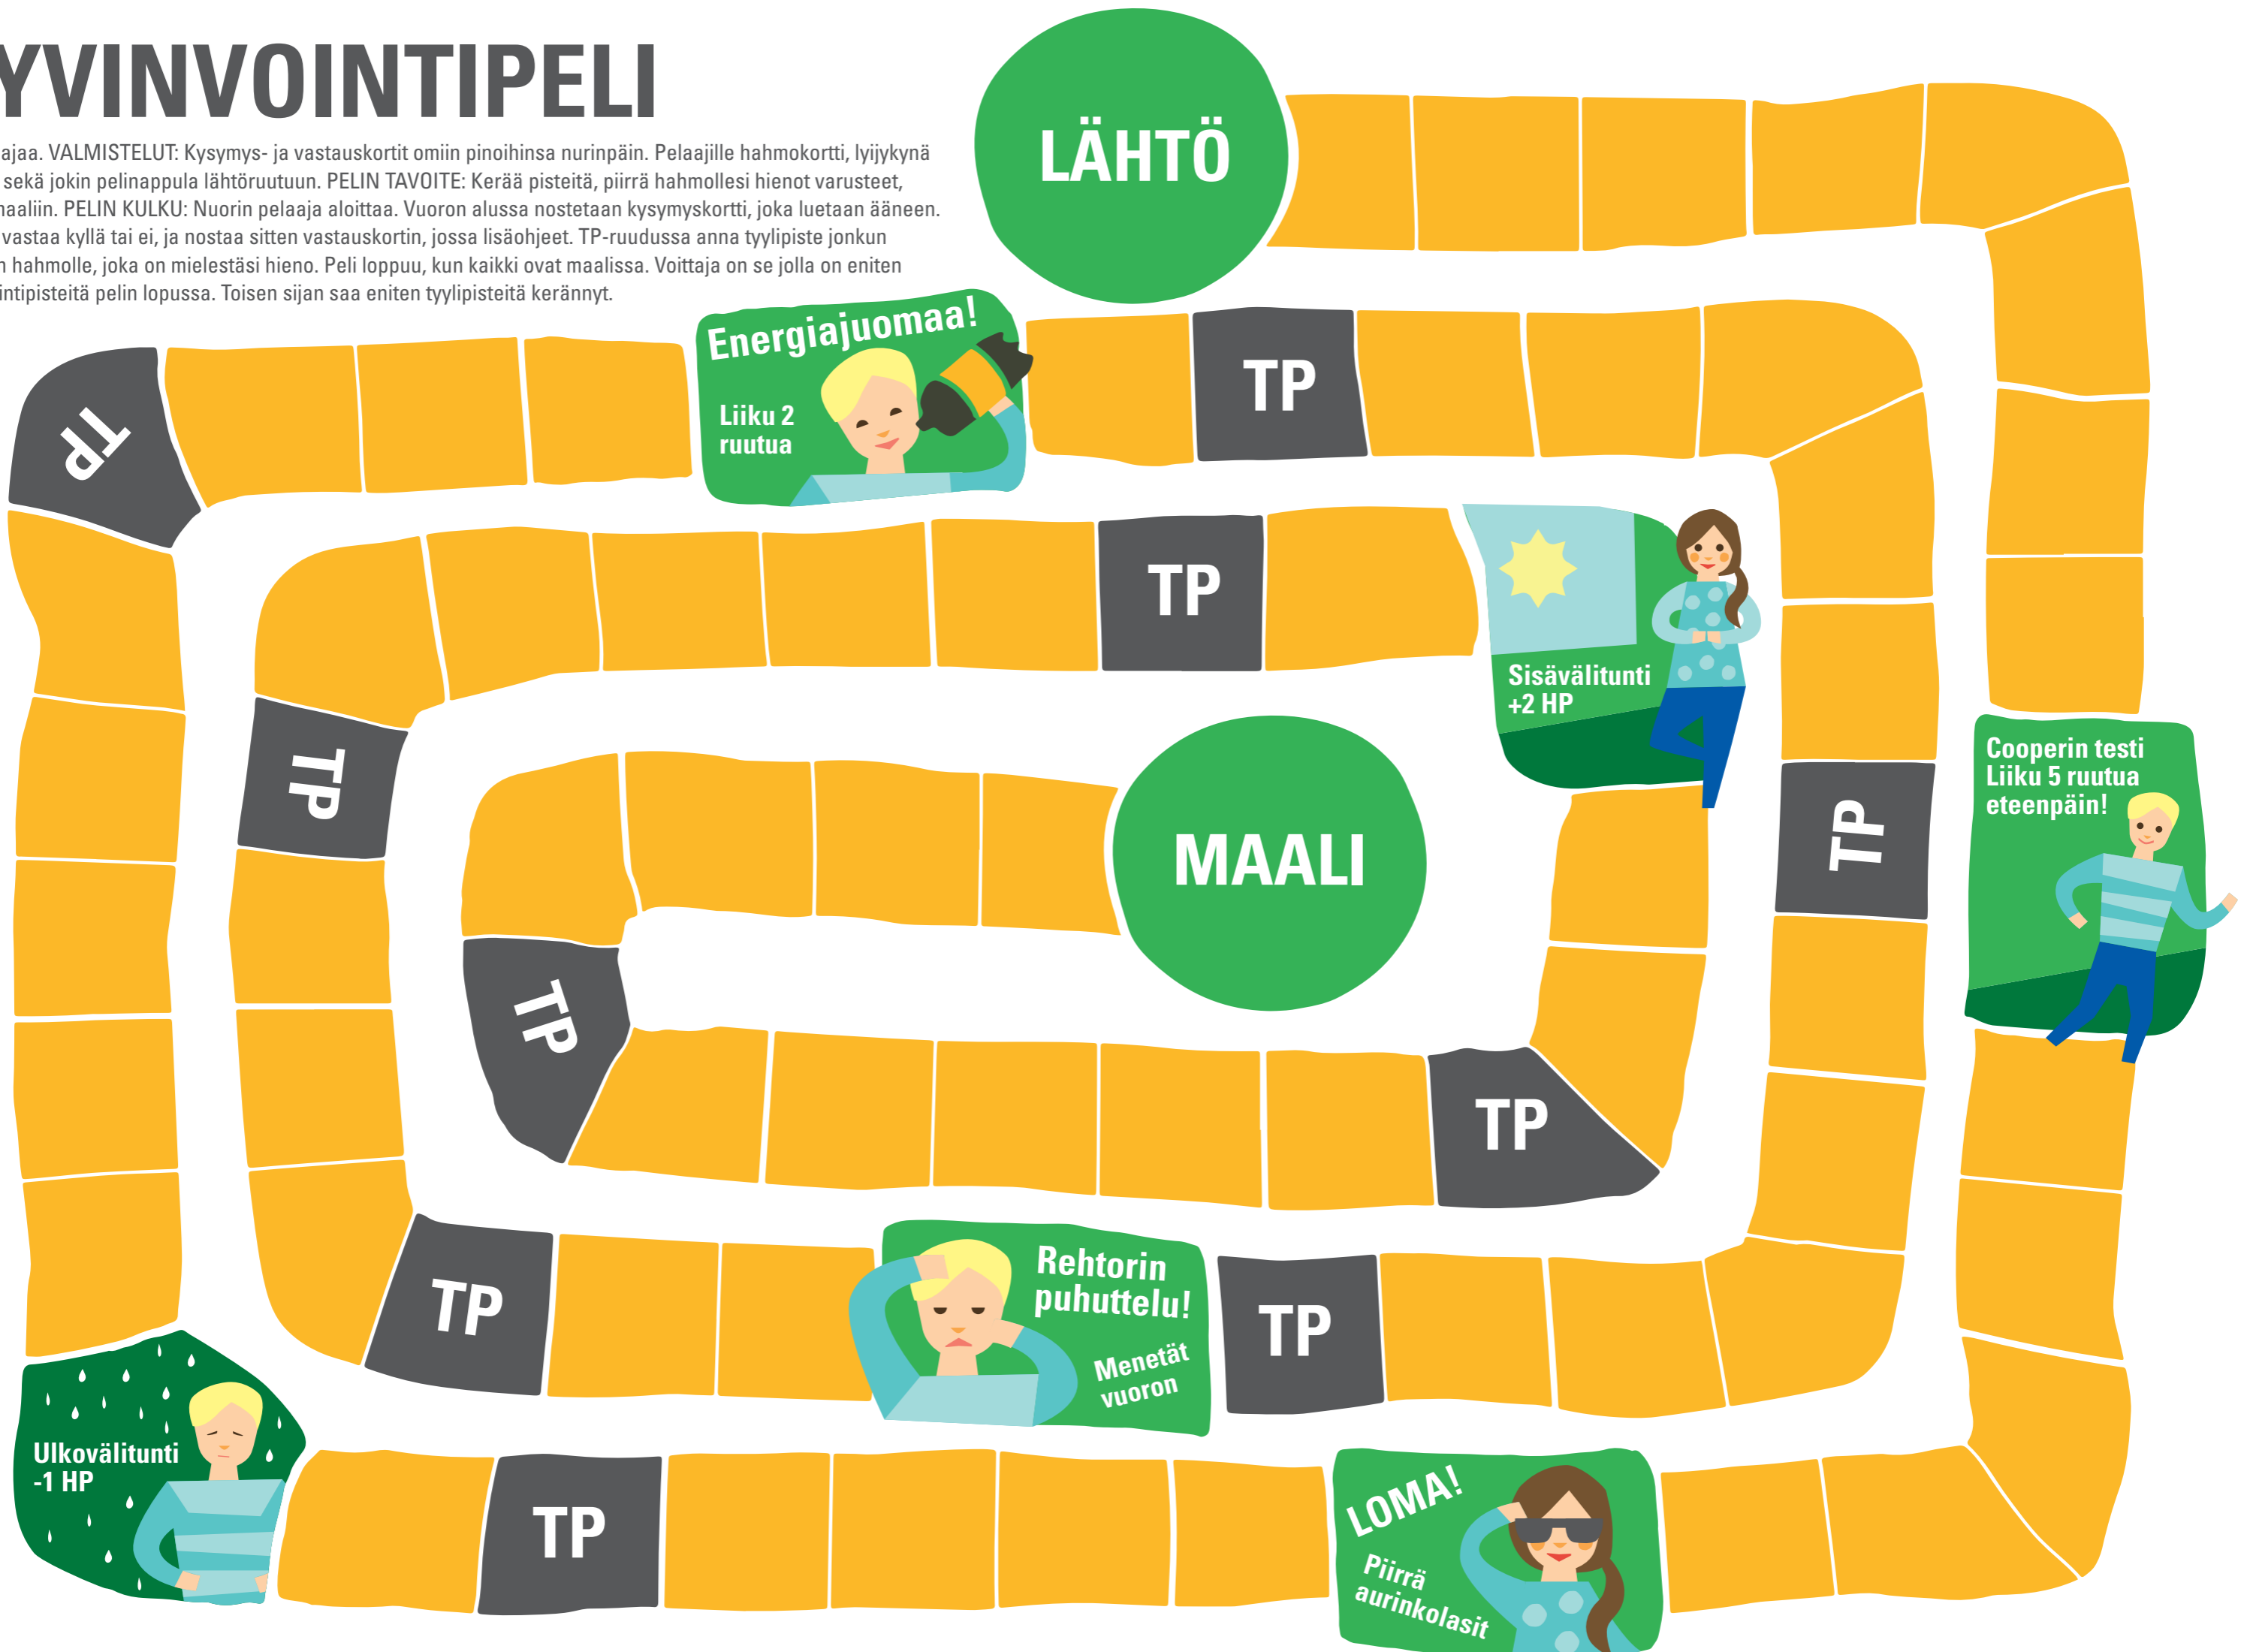 YVINVOINTIPELI
ajaa. VALMISTELUT: Kysymys- ja vastauskortit omiin pinoihinsa nurinpäin. Pelaajille hahmokortti, lyijykynä
sekä jokin pelinappula lähtöruutuun. PELIN TAVOITE: Kerää pisteitä, piirrä hahmollesi hienot varusteet,
maaliin. PELIN KULKU: Nuorin pelaaja aloittaa. Vuoron alussa nostetaan kysymyskortti, joka luetaan ääneen.
vastaa kyllä tai ei, ja nostaa sitten vastauskortin, jossa lisäohjeet. TP-ruudussa anna tyylipiste jonkun
n hahmolle, joka on mielestäsi hieno. Peli loppuu, kun kaikki ovat maalissa. Voittaja on se jolla on eniten
intipisteitä pelin lopussa. Toisen sijan saa eniten tyylipisteitä kerännyt.
LÄHTÖ
Energiajuomaa!
Liiku 2
ruutua
TP
TP
TP
Sisävälitunti
+2 HP
Cooperin testi
Liiku 5 ruutua
eteenpäin!
TP
TP
MAALI
TP
TP
TP
Rehtorin
puhuttelu!
Menetät
vuoron
TP
Ulkovälitunti
-1 HP
TP
LOMA!
Piirrä
aurinkolasit